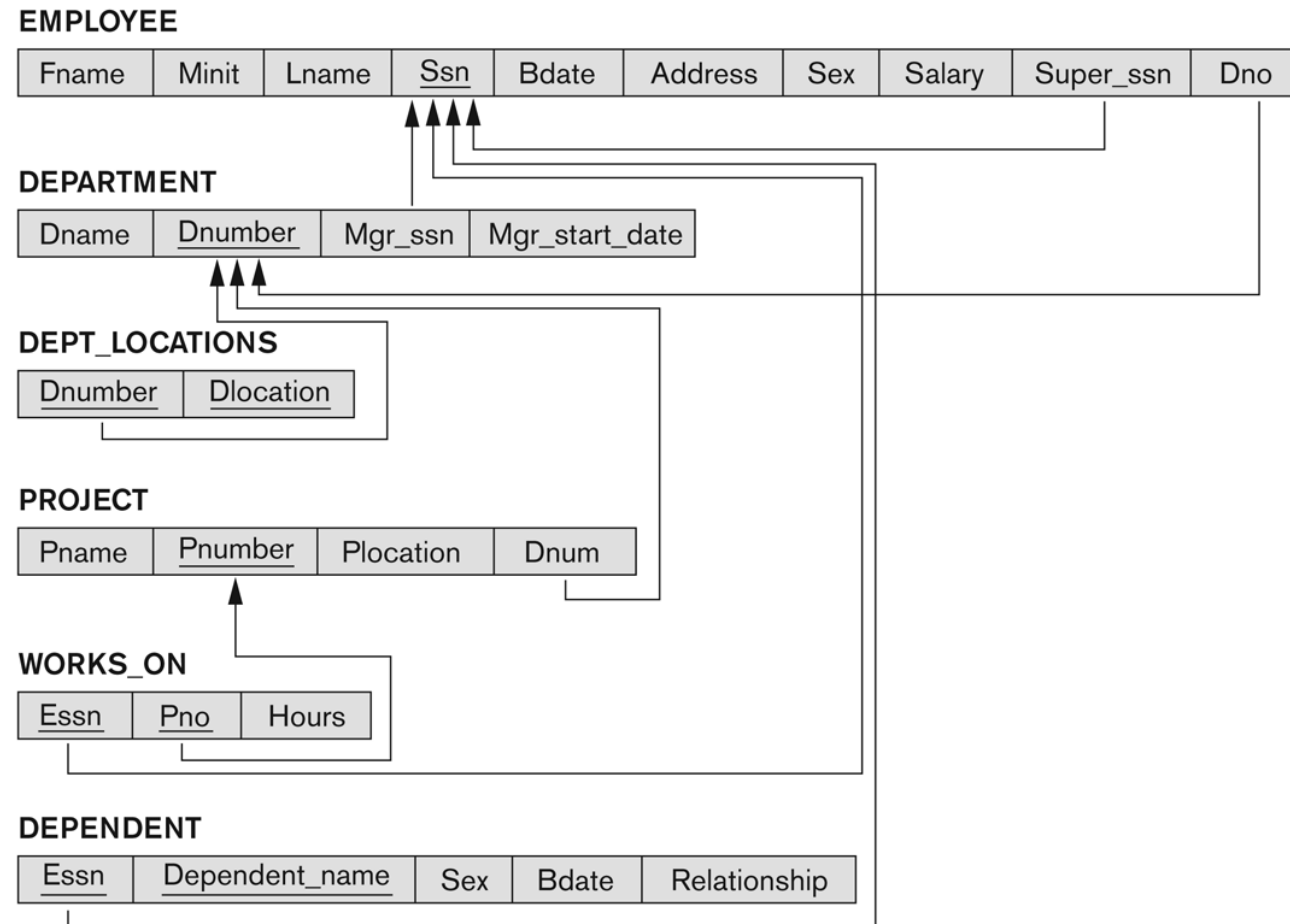 EMPLOYEE
Fname Minit Lname Ssn Bdate Address Sex Salary Super_ssn Dno
DEPARTMENT
Dname Dnumber Mgr_ssn Mgr_start_date
DEPT_LOCATIONS
Dnumber Dlocation
PROJECT
Pname Pnumber Plocation Dnum
WORKS_ON
Essn Pno Hours
DEPENDENT
Essn Dependent_name Sex Bdate Relationship